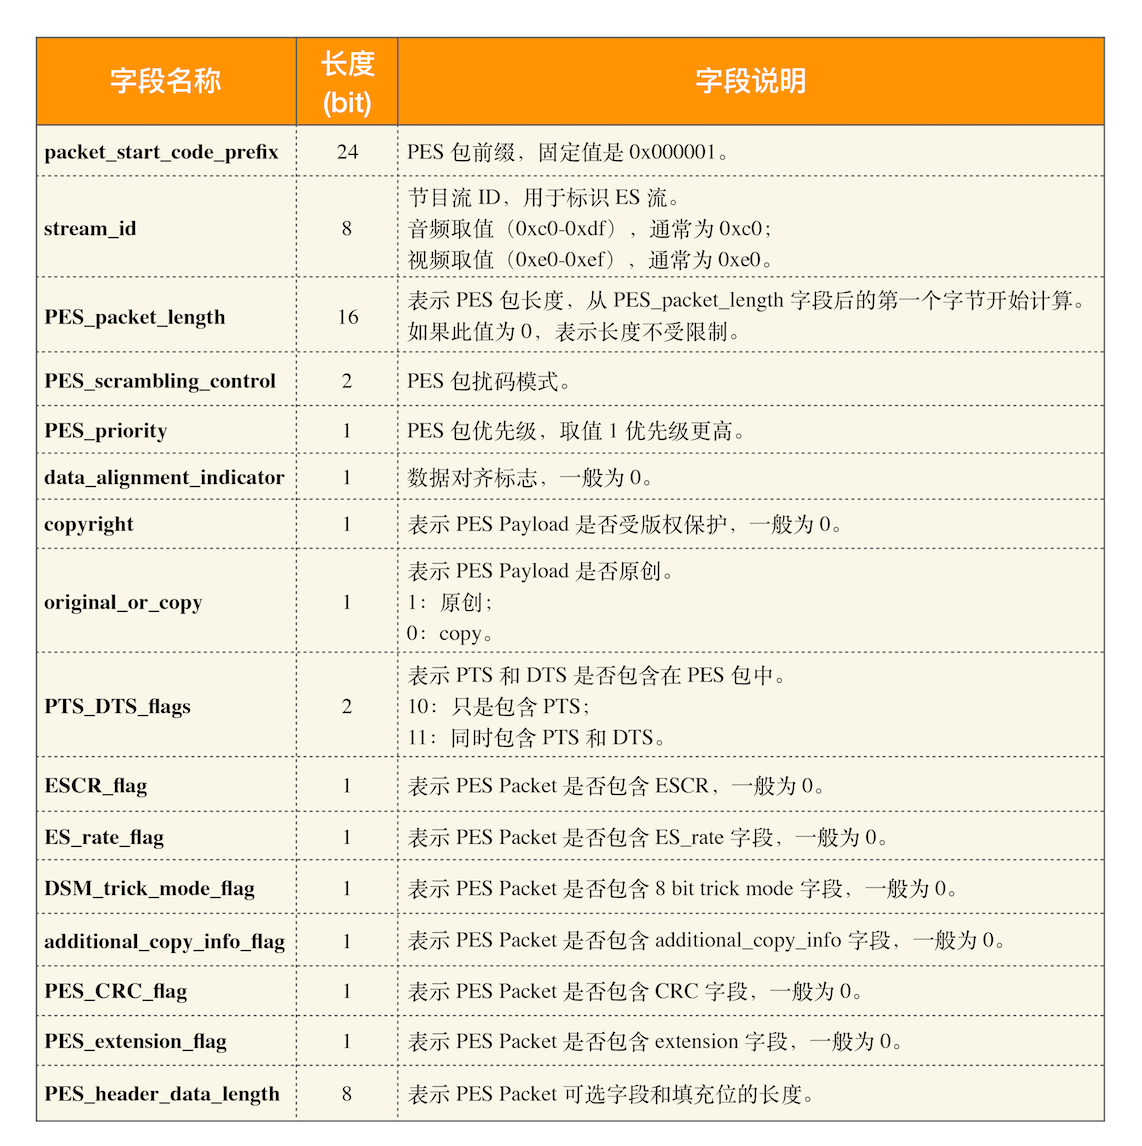 字段名称
长度
(bit)
字段说明
packet_start_code_prefix
24
PES 包前缀，固定值是 0x000001。
stream_id
8
节目流 ID，用于标识 ES 流。
音频取值（0xc0-0xdf），通常为 0xc0；
视频取值（0xe0-0xef），通常为 0xe0。
PES_packet_length
16
表示 PES 包长度，从 PES_packet_length 字段后的第一个字节开始计算。
如果此值为 0，表示长度不受限制。
PES_scrambling_control
2
PES 包扰码模式。
PES_priority
1
PES 包优先级，取值 1 优先级更高。
data_alignment_indicator
1
数据对齐标志，一般为 0。
copyright
1
表示 PES Payload 是否受版权保护，一般为 0。
original_or_copy
1
表示 PES Payload 是否原创。
1：原创；
0：copy。
PTS_DTS_flags
2
表示 PTS 和 DTS 是否包含在 PES 包中。
10：只是包含 PTS；
11：同时包含 PTS 和 DTS。
ESCR_flag
1
表示 PES Packet 是否包含 ESCR，一般为 0。
ES_rate_flag
1
表示 PES Packet 是否包含 ES_rate 字段，一般为 0。
DSM_trick_mode_flag
1
表示 PES Packet 是否包含 8 bit trick mode 字段，一般为 0。
additional_copy_info_flag
1
表示 PES Packet 是否包含 additional_copy_info 字段，一般为 0。
PES_CRC_flag
1
表示 PES Packet 是否包含 CRC 字段，一般为 0。
PES_extension_flag
1
表示 PES Packet 是否包含 extension 字段，一般为 0。
PES_header_data_length
8
表示 PES Packet 可选字段和填充位的长度。